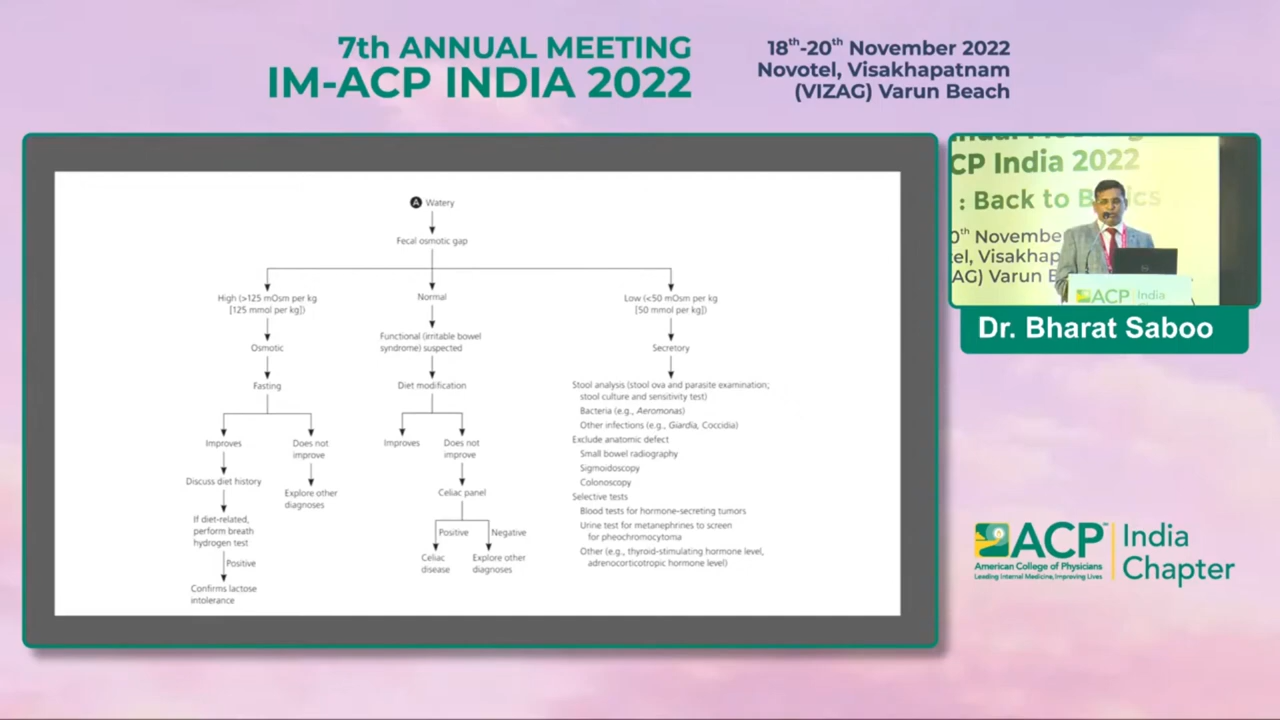 7th ANNUAL MEETING
IM-ACP INDIA 2022
18th-20th November 2022
Novotel, Visakhapatnam
(VIZAG) Varun Beach
A Watery
Fecal osmotic gap
High (>125 mOsm per kg
[125 mmol per kg])
Osmotic
Fasting
Improves
Does not
improve
Discuss diet history
Explore other
diagnoses
If diet-related,
perform breath
hydrogen test
Positive
Confirms lactose
intolerance
Normal
Functional (irritable bowel
syndrome) suspected
Diet modification
Improves
Does not
improve
Celiac panel
Positive
Negative
Celiac
disease
Explore other
diagnoses
Low (<50 mOsm per kg
[50 mmol per kg])
Secretory
Stool analysis (stool ova and parasite examination;
stool culture and sensitivity test)
Bacteria (e.g., Aeromonas)
Other infections (e.g., Giardia, Coccidia)
Exclude anatomic defect
Small bowel radiography
Sigmoidoscopy
Colonoscopy
Selective tests
Blood tests for hormone-secreting tumors
Urine test for metanephrines to screen
for pheochromocytoma
Other (e.g., thyroid-stimulating hormone level,
adrenocorticotropic hormone level)
CP India 2022
: Back to B
ics
0th Novembe
el, Visakhap
AG) Varun B
ACP India
Dr. Bharat Saboo
ACP
American College of Physicians
Leading Internal Medicine, Improving Lives
India
Chapter